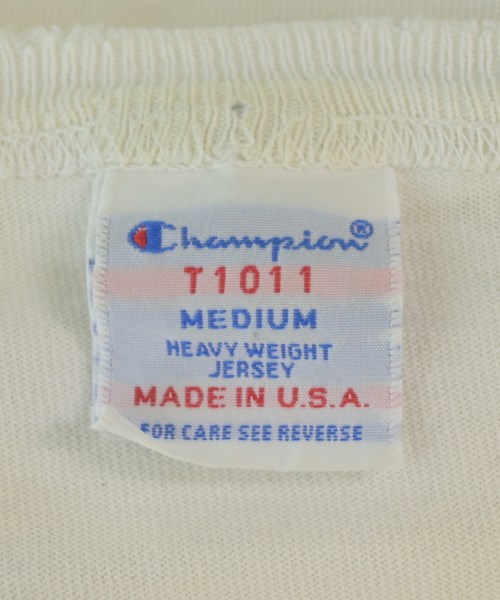 Champion®
T1011
MEDIUM
HEAVY WEIGHT
JERSEY
MADE IN U.S.A.
FOR CARE SEE REVERSE